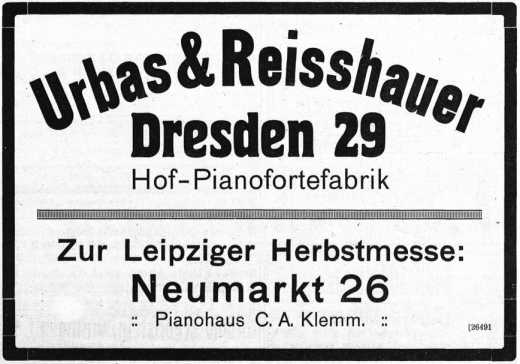 Urbas & Reisshauer
Dresden 29
Hof-Pianofortefabrik
Zur Leipziger Herbstmesse:
Neumarkt 26
:: Pianohaus C. A. Klemm. ::
[26491